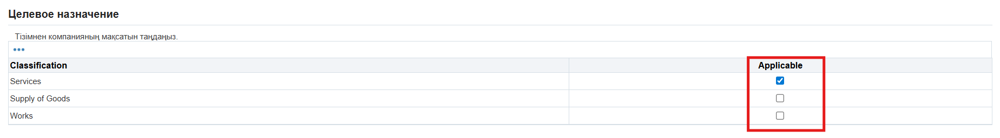 Целевое назначение
Тізімнен компанияның мақсатын таңдаңыз.
Classification Applicable
Services
Supply of Goods
Works